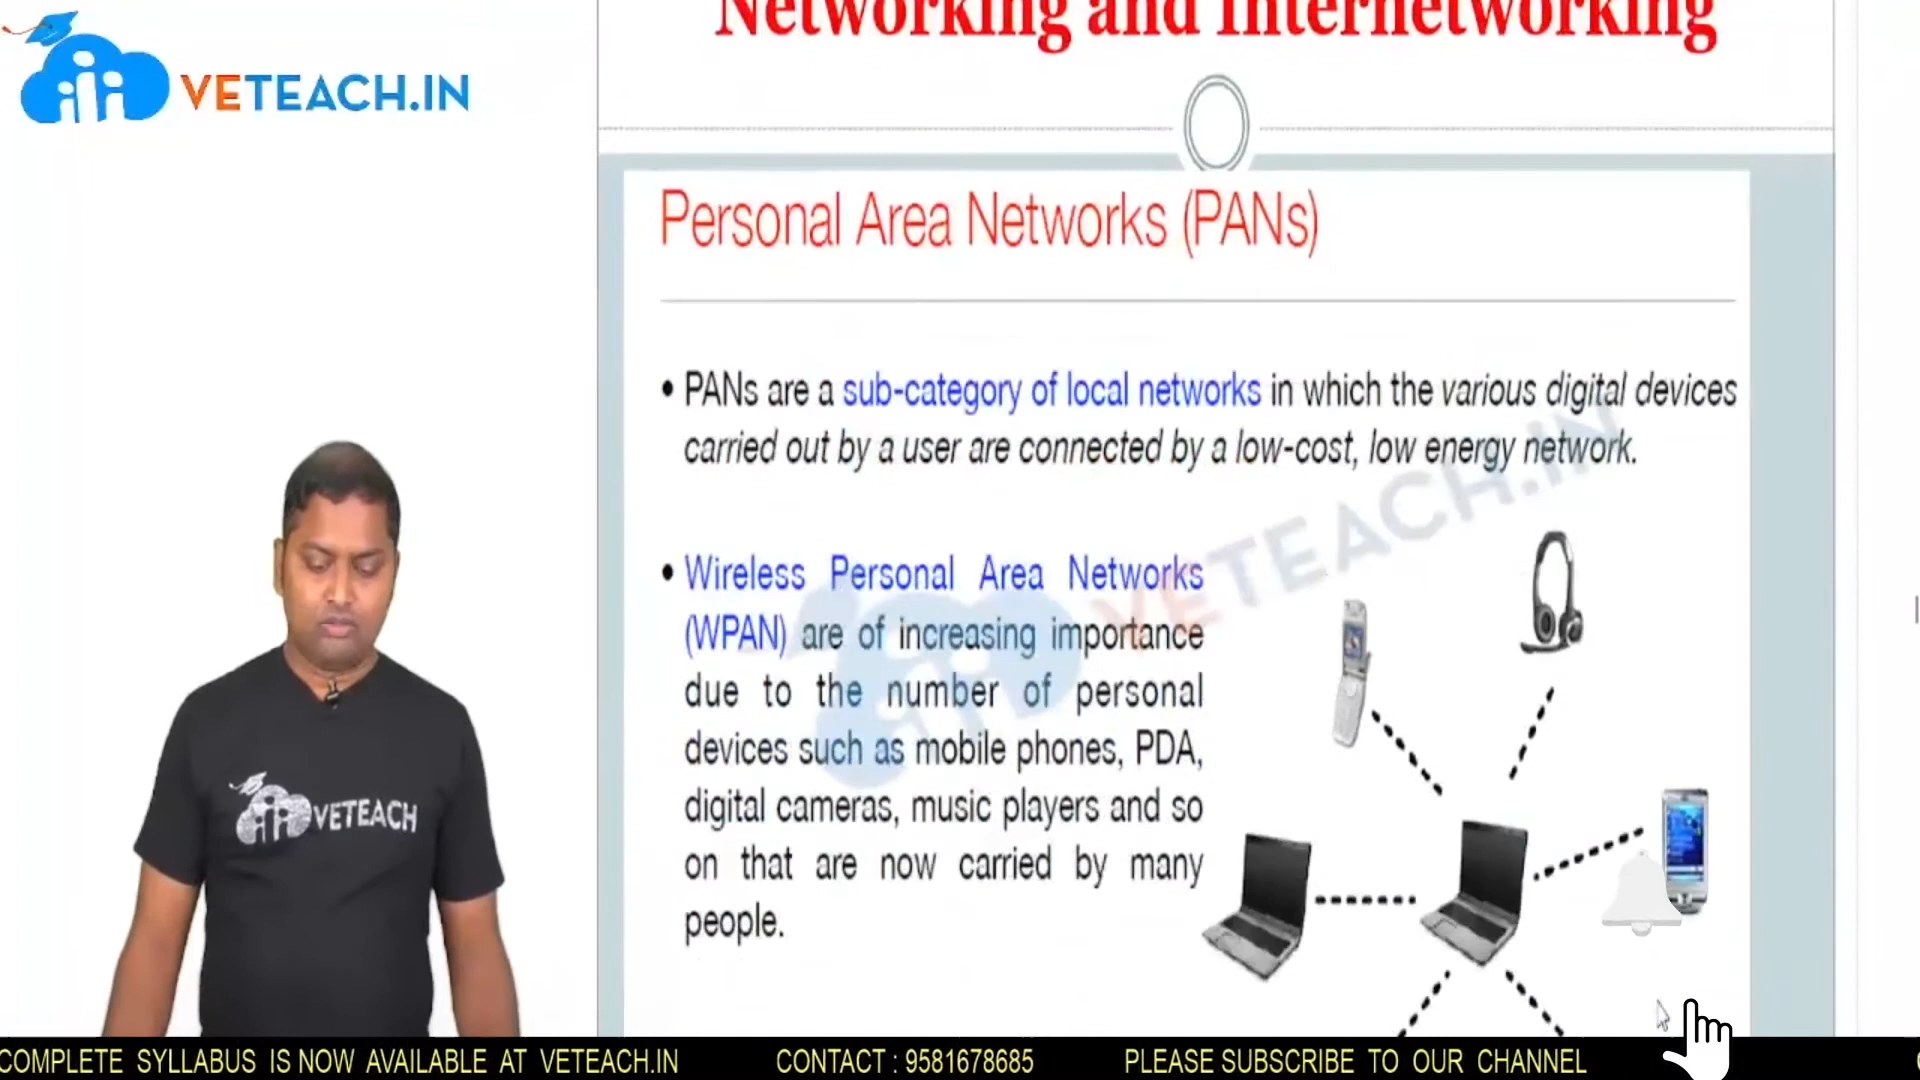 Networking and Internetworking
VETEACH.IN
Personal Area Networks (PANs)
• PANs are a sub-category of local networks in which the various digital devices
carried out by a user are connected by a low-cost, low energy network.
• Wireless Personal Area Networks
(WPAN) are of increasing importance
due to the number of personal
devices such as mobile phones, PDA,
digital cameras, music players and so
on that are now carried by many
people.
VETEACH.IN
VETEACH
COMPLETE SYLLABUS IS NOW AVAILABLE AT VETEACH.IN CONTACT : 9581678685 PLEASE SUBSCRIBE TO OUR CHANNEL